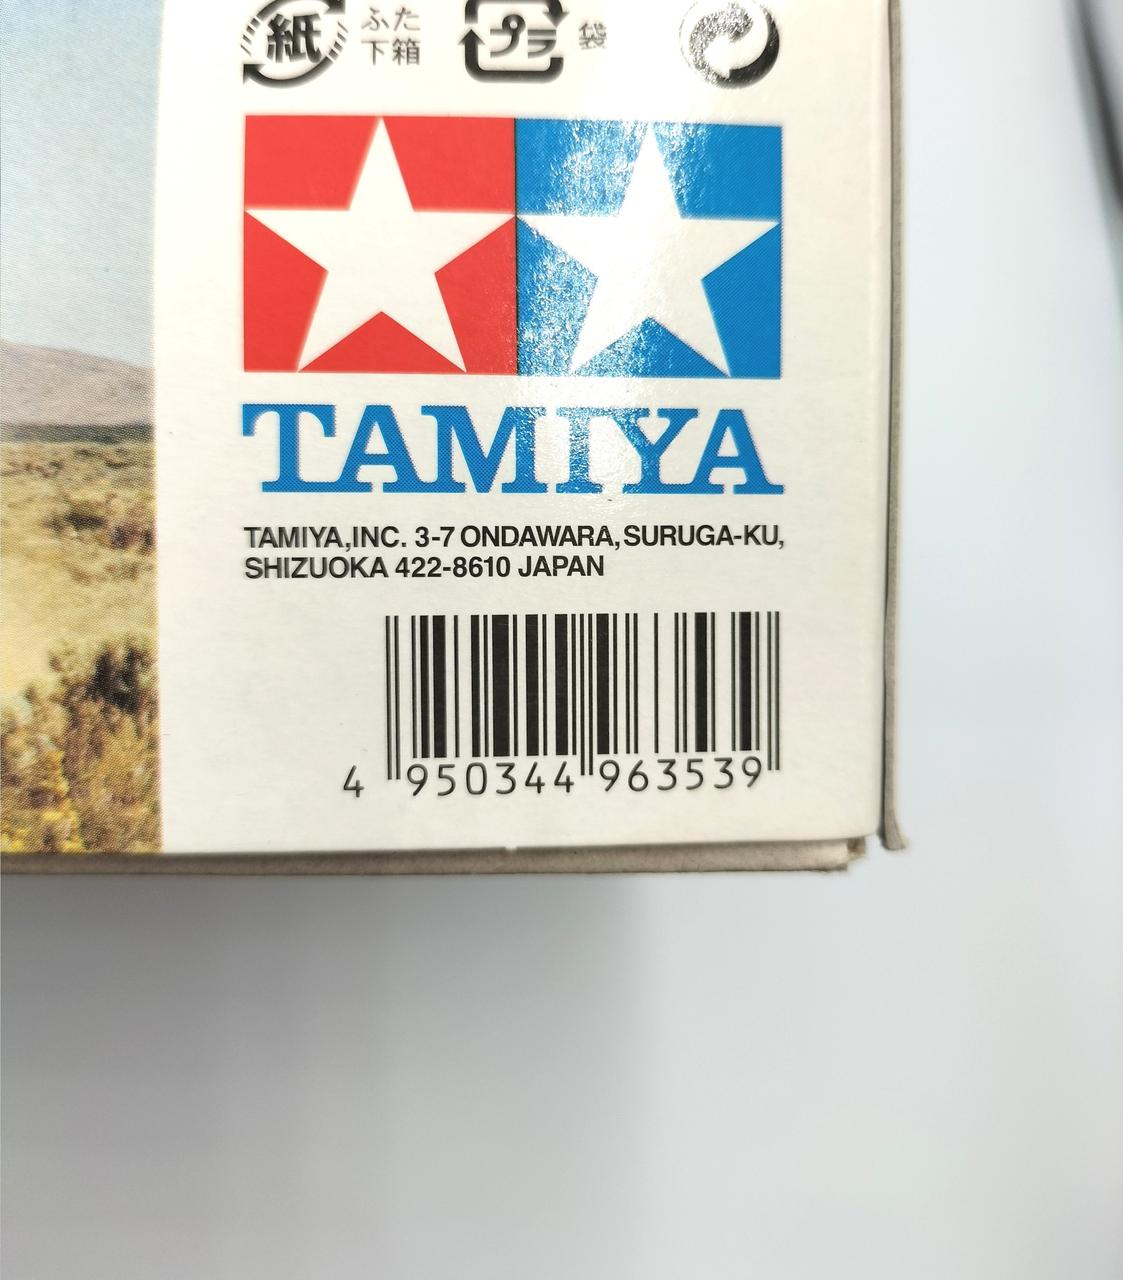 紙 ふた
下箱
プラ 袋
TAMIYA
TAMIYA,INC. 3-7 ONDAWARA, SURUGA-KU,
SHIZUOKA 422-8610 JAPAN
4 950344 963539